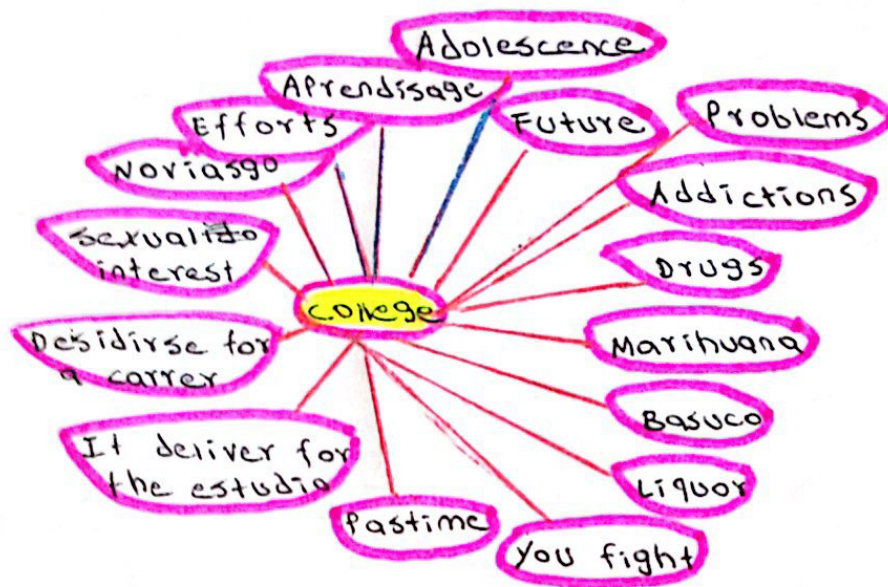 Adolescence
Aprendisage
Efforts
Noviasgo
Future
Problems
Addictions
Drugs
Marihuana
Basuco
Liquor
You fight
Pastime
It deliver for
the estudio
Desidirse for
a carrer
interest
college